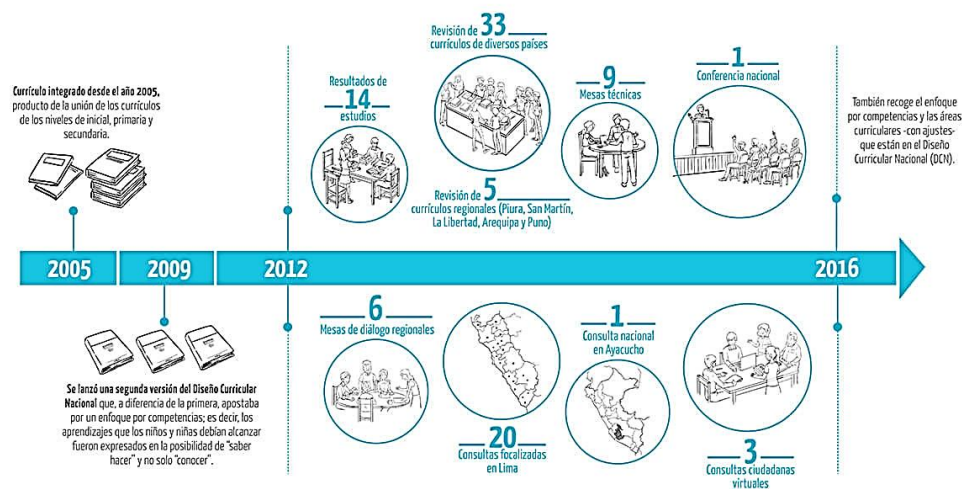 Currículo integrado desde el año 2005,
producto de la unión de los currículos
de los niveles de inicial, primaria y
secundaria.
Resultados de
14
estudios
Revisión de 33
currículos de diversos países
Revisión de 5
currículos regionales (Piura, San Martín,
La Libertad, Arequipa y Puno)
9
Mesas técnicas
1
Conferencia nacional
También recoge el enfoque
por competencias y las áreas
curriculares -con ajustes-
que están en el Diseño
Curricular Nacional (DCN).
2005
2009
2012
2016
Se lanzó una segunda versión del Diseño Curricular
Nacional que, a diferencia de la primera, apostaba
por un enfoque por competencias; es decir, los
aprendizajes que los niños y niñas debían alcanzar
fueron expresados en la posibilidad de "saber
hacer" y no solo "conocer".
6
Mesas de diálogo regionales
20
Consultas focalizadas
en Lima
1
Consulta nacional
en Ayacucho
3
Consultas ciudadanas
virtuales